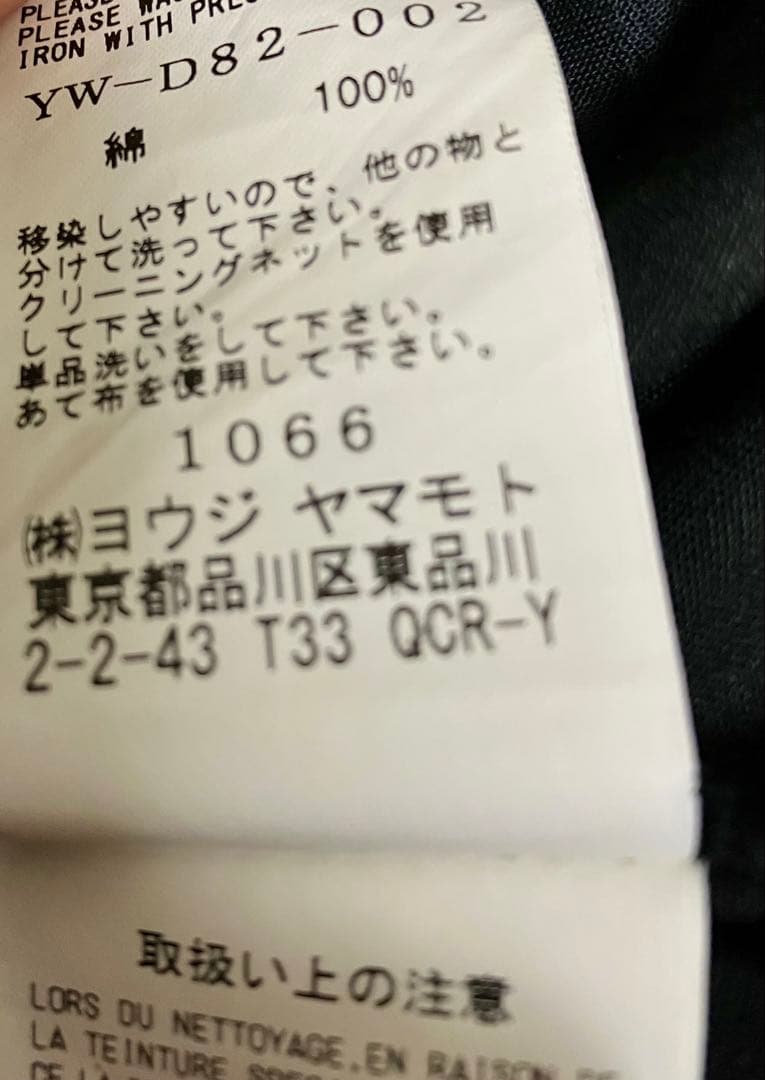 PLEASE
PLEASE
IRON WITH
YW-D82-002
綿 100%
移染しやすいので、他の物と
分けて洗って下さい。
クリーニングネットを使用
して下さい。
単品洗いをして下さい。
あて布を使用して下さい。
1066
㈱ヨウジ ヤマモト
東京都品川区東品川
2-2-43 T33 QCR-Y
取扱い上の注意
LORS DU NETTOYAGE,EN RAISON DE
LA TEINTURE
DE LA